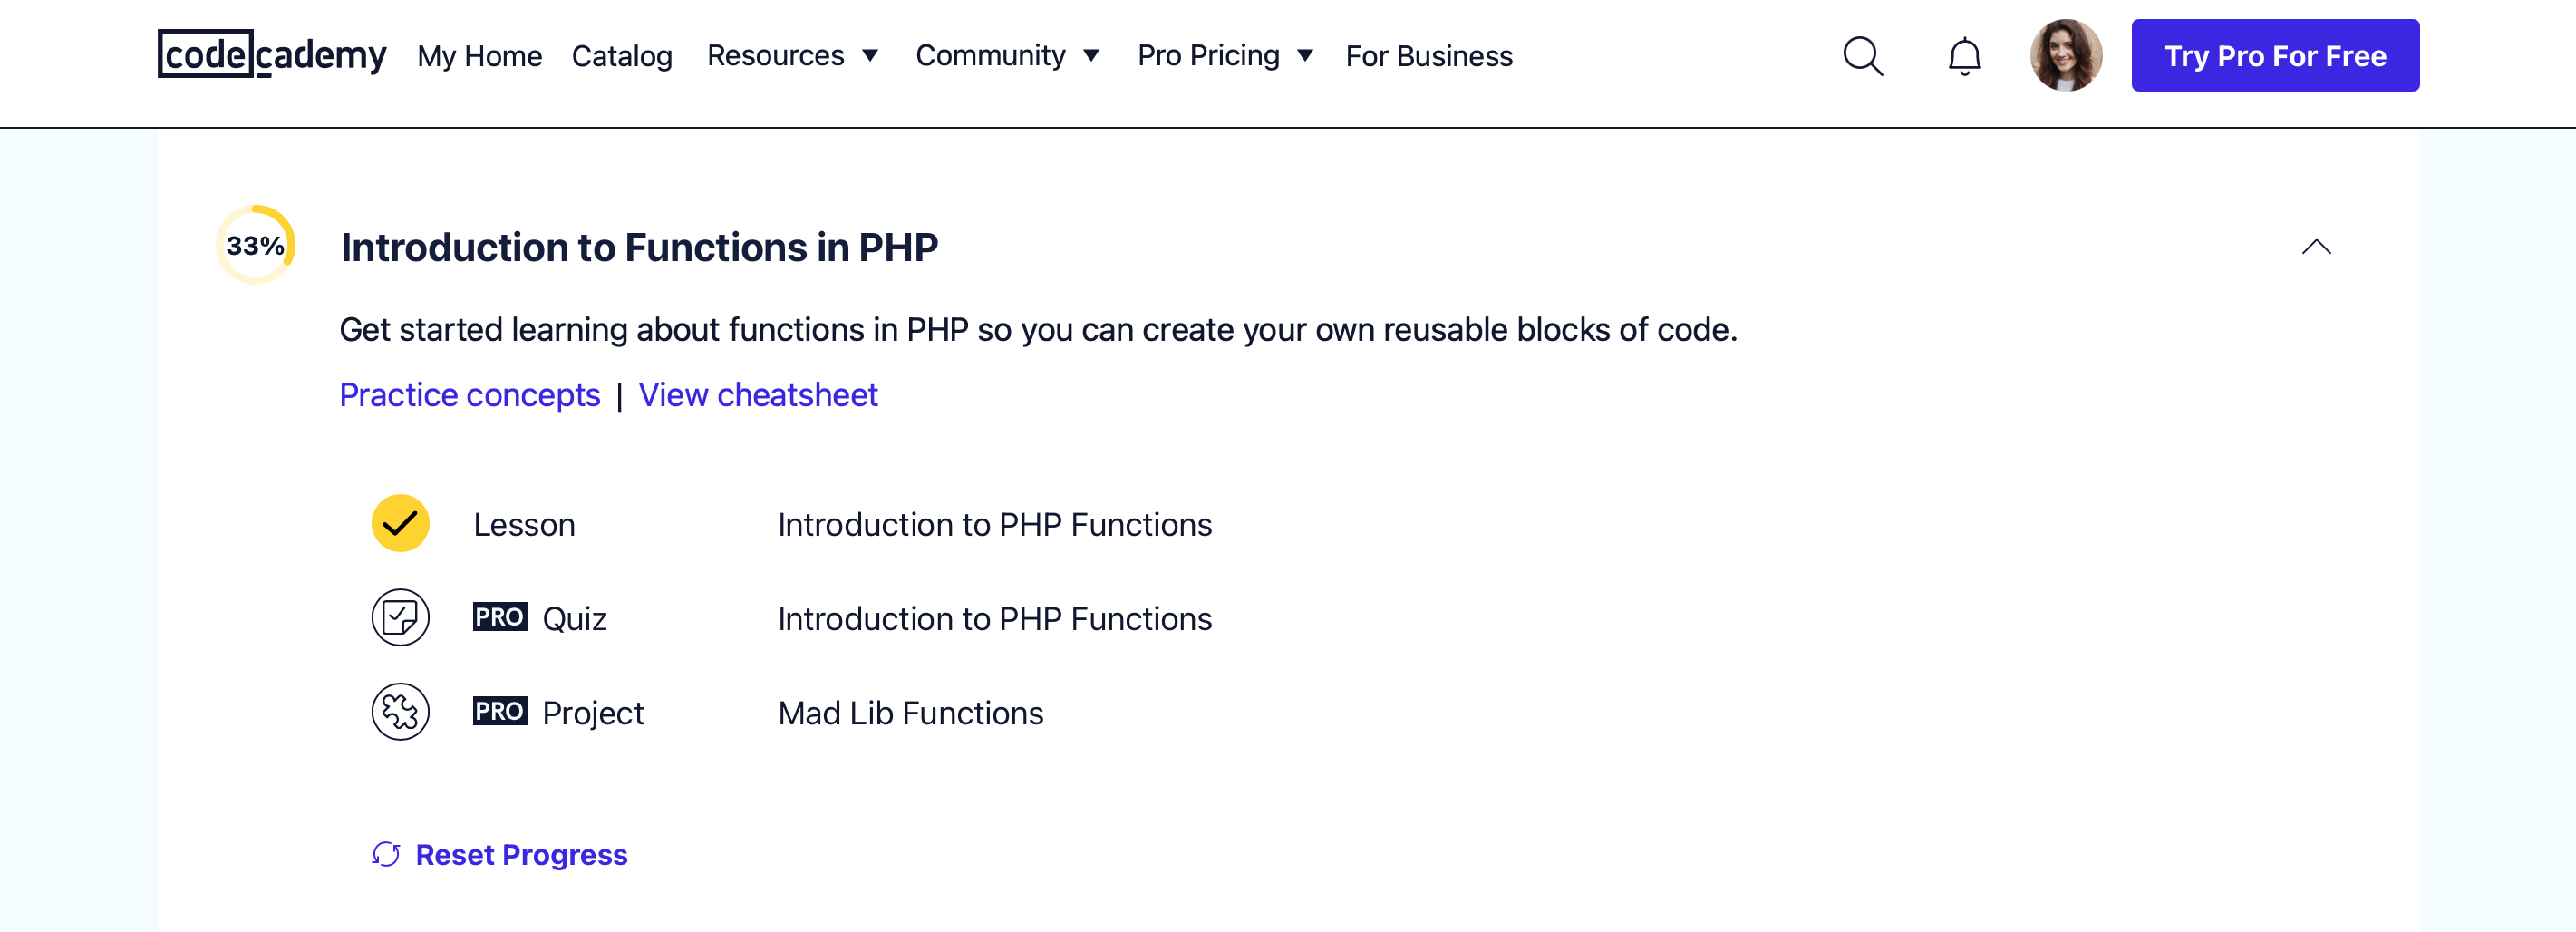 codecademy My Home Catalog Resources Community Pro Pricing For Business Try Pro For Free
33% Introduction to Functions in PHP
Get started learning about functions in PHP so you can create your own reusable blocks of code.
Practice concepts | View cheatsheet
Lesson Introduction to PHP Functions
PRO Quiz Introduction to PHP Functions
PRO Project Mad Lib Functions
Reset Progress